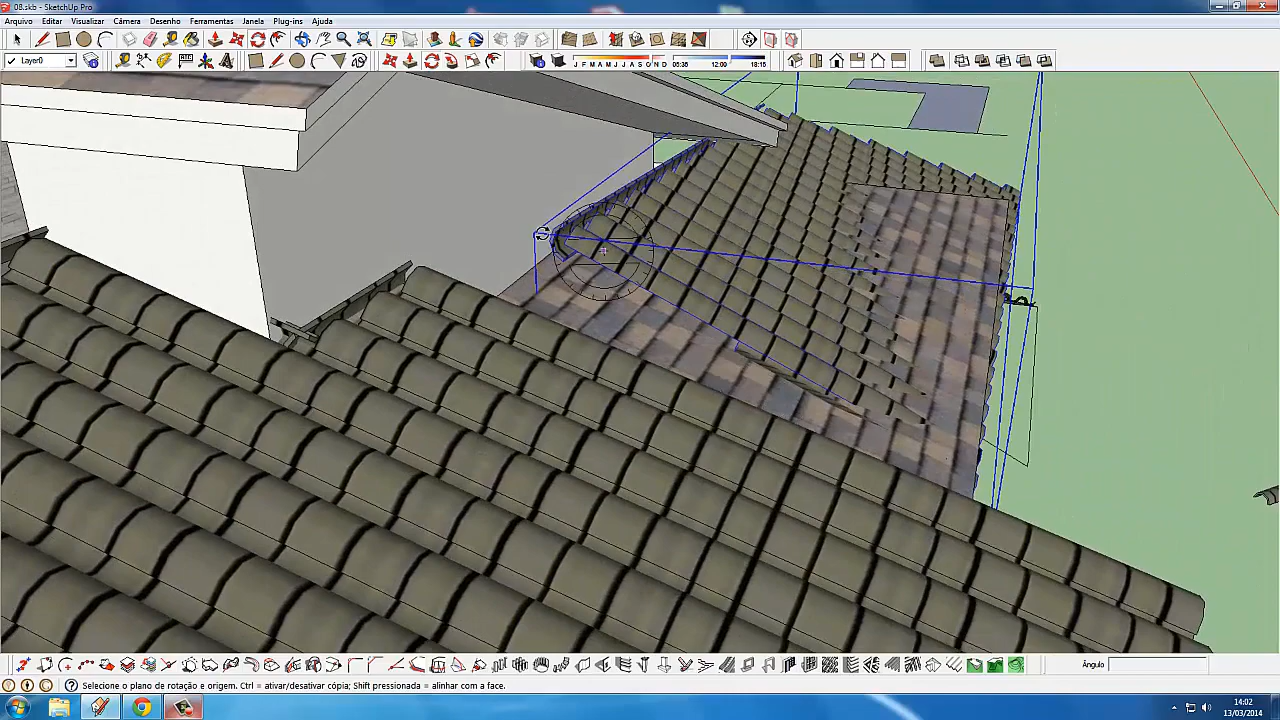 08.skb - SketchUp Pro
Arquivo Editar Visualizar Câmera Desenho Ferramentas Janela Plug-ins Ajuda
Layer0
J F M A M J J A S O N D 06:36 12:00 18:15
Ângulo
Selecione o plano de rotação e origem. Ctrl = ativar/desativar cópia; Shift pressionada = alinhar com a face.
14:02
13/03/2014